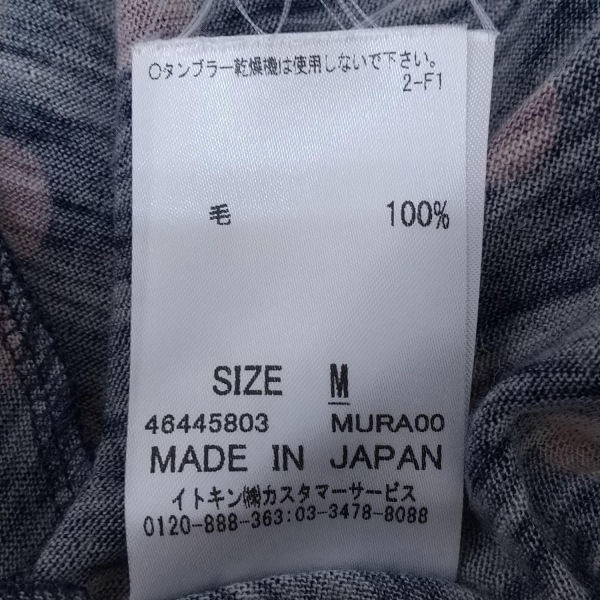 ○タンブラー乾燥機は使用しないで下さい。
2-F1
毛 100%
SIZE M
46445803 MURA00
MADE IN JAPAN
イトキン㈱カスタマーサービス
0120-888-363:03-3478-8088